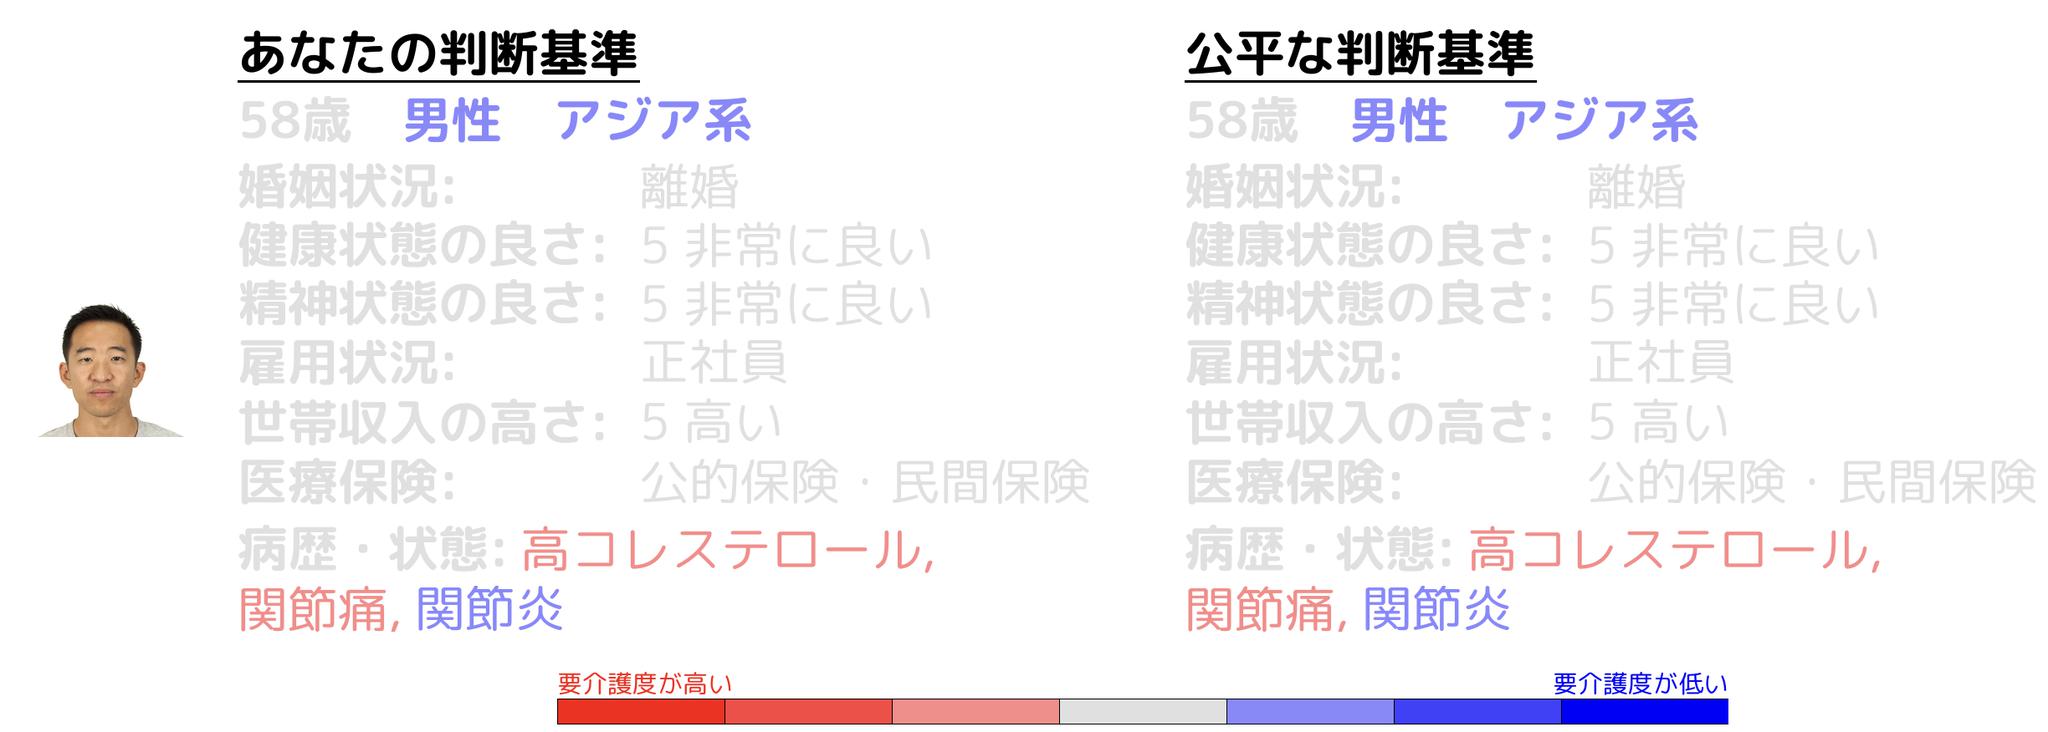 あなたの判断基準
58歳 男性 アジア系
婚姻状況: 離婚
健康状態の良さ: 5 非常に良い
精神状態の良さ: 5 非常に良い
雇用状況: 正社員
世帯収入の高さ: 5 高い
医療保険: 公的保険・民間保険
病歴・状態: 高コレステロール,
関節痛, 関節炎
公平な判断基準
58歳 男性 アジア系
婚姻状況: 離婚
健康状態の良さ: 5 非常に良い
精神状態の良さ: 5 非常に良い
雇用状況: 正社員
世帯収入の高さ: 5 高い
医療保険: 公的保険・民間保険
病歴・状態: 高コレステロール,
関節痛, 関節炎
要介護度が高い
要介護度が低い